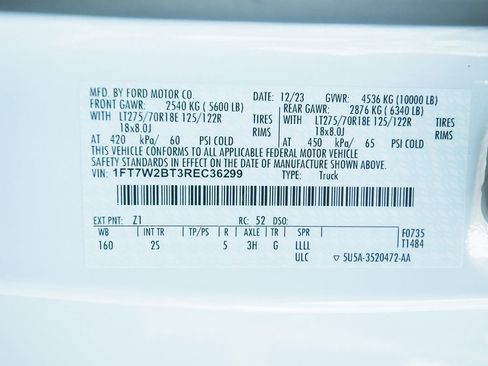 MFD. BY FORD MOTOR CO. 12/23 GVWR: 4536 KG (10000 LB)
FRONT GAWR: 2540 KG ( 5600 LB) REAR GAWR: 2876 KG ( 6340 LB)
WITH LT275/70R18E 125/122R TIRES WITH LT275/70R18E 125/122R TIRES
18x8.0J RIMS 18x8.0J RIMS
AT 420 kPa/ 60 PSI COLD AT 450 kPa/ 65 PSI COLD
THIS VEHICLE CONFORMS TO ALL APPLICABLE FEDERAL MOTOR VEHICLE
SAFETY STANDARDS IN EFFECT ON THE DATE OF MANUFACTURE SHOWN ABOVE.
VIN: 1FT7W2BT3REC36299 TYPE: Truck
EXT PNT: Z1 RC: 52 DSO:
WB INT TR TP/PS R AXLE TR SPR F0735
160 2S 5 3H G LLLL T1484
ULC ▽ 5U5A-3520472-AA